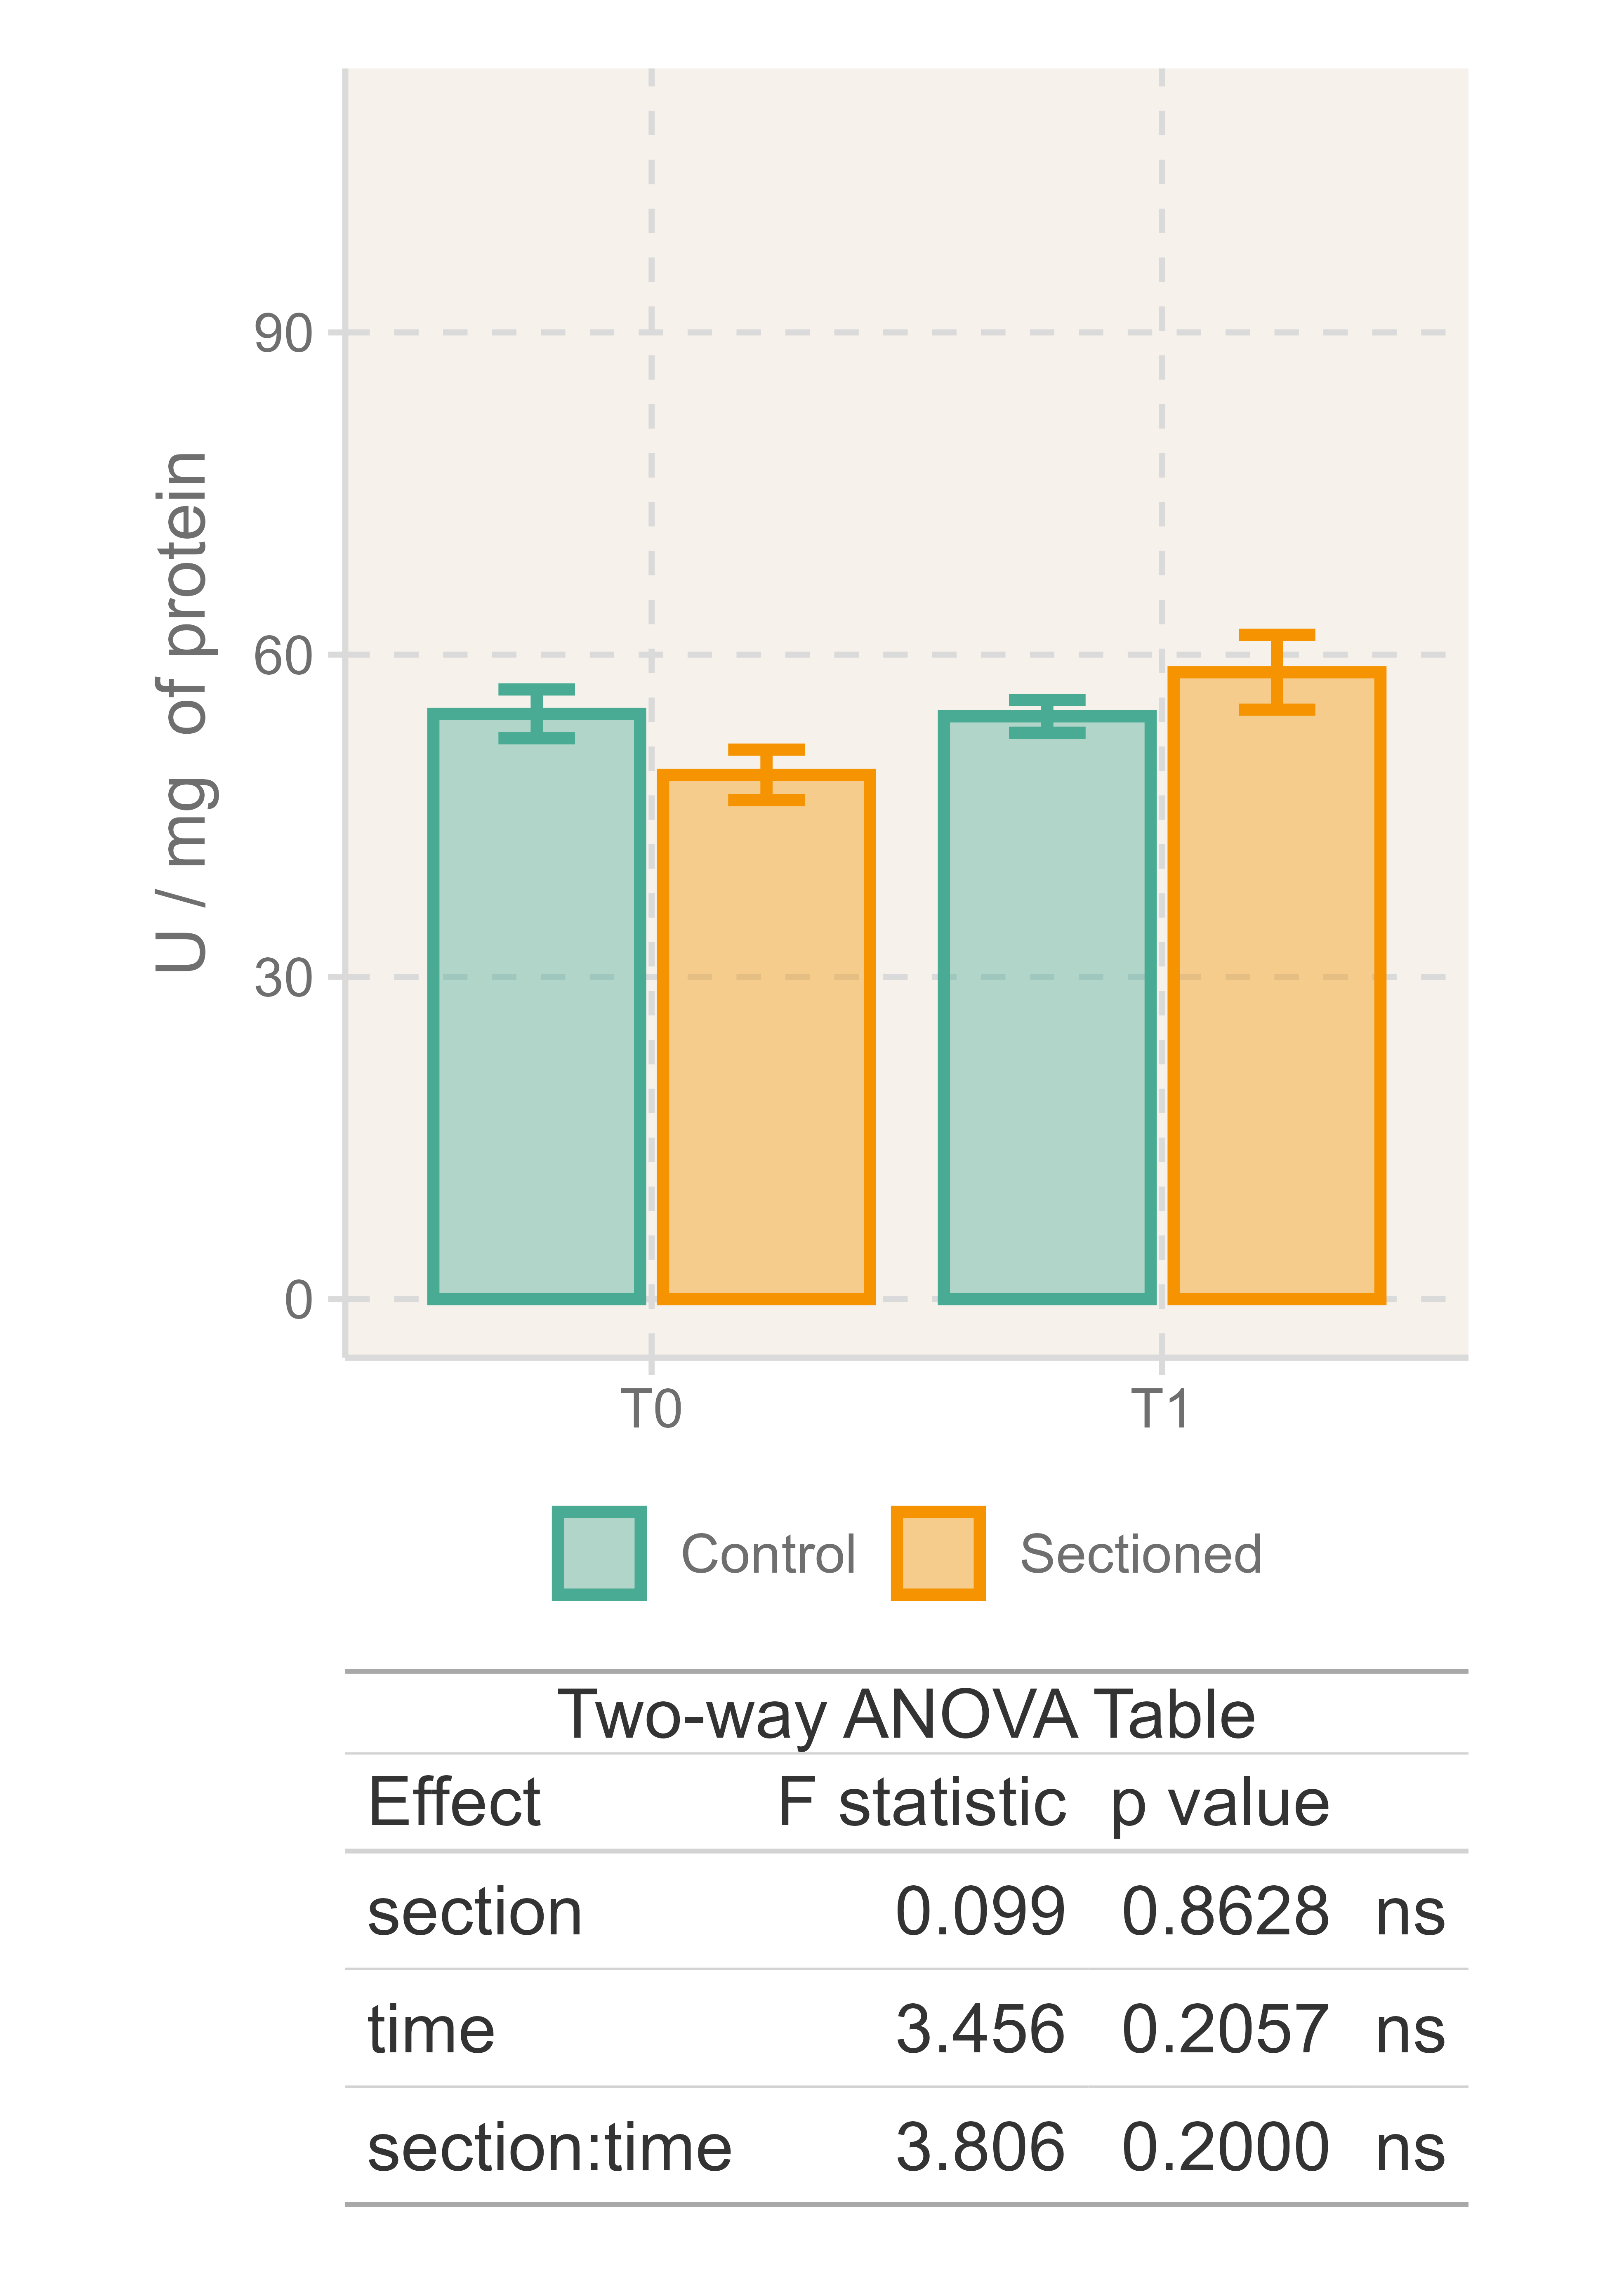 90
60
30
0
U / mg of protein
T0 T1
Control Sectioned
Two-way ANOVA Table
Effect F statistic p value
section 0.099 0.8628 ns
time 3.456 0.2057 ns
section:time 3.806 0.2000 ns